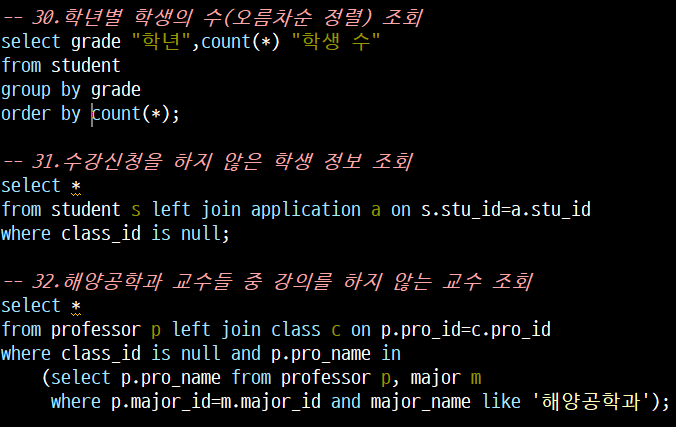 -- 30.학년별 학생의 수(오름차순 정렬) 조회
select grade "학년",count(*) "학생 수"
from student
group by grade
order by count(*);
-- 31.수강신청을 하지 않은 학생 정보 조회
select *
from student s left join application a on s.stu_id=a.stu_id
where class_id is null;
-- 32.해양공학과 교수들 중 강의를 하지 않는 교수 조회
select *
from professor p left join class c on p.pro_id=c.pro_id
where class_id is null and p.pro_name in
(select p.pro_name from professor p, major m
where p.major_id=m.major_id and major_name like '해양공학과');